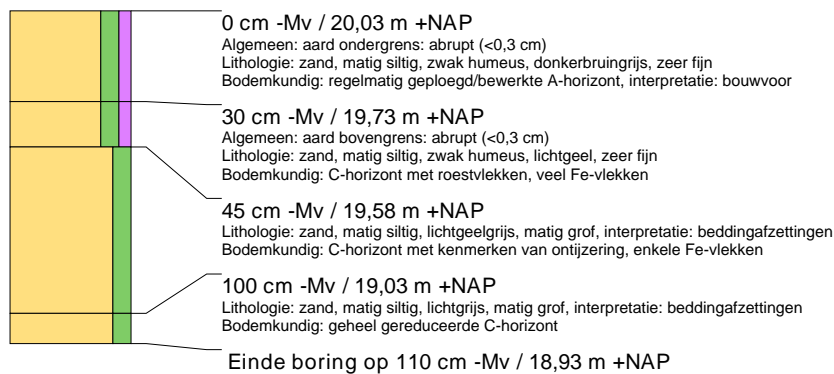 0 cm -Mv / 20,03 m +NAP
Algemeen: aard ondergrens: abrupt (<0,3 cm)
Lithologie: zand, matig siltig, zwak humeus, donkerbruingrijs, zeer fijn
Bodemkundig: regelmatig geploegd/bewerkte A-horizont, interpretatie: bouwvoor
30 cm -Mv / 19,73 m +NAP
Algemeen: aard bovengrens: abrupt (<0,3 cm)
Lithologie: zand, matig siltig, zwak humeus, lichtgeel, zeer fijn
Bodemkundig: C-horizont met roestvlekken, veel Fe-vlekken
45 cm -Mv / 19,58 m +NAP
Lithologie: zand, matig siltig, lichtgeelgrijs, matig grof, interpretatie: beddingafzettingen
Bodemkundig: C-horizont met kenmerken van ontijzering, enkele Fe-vlekken
100 cm -Mv / 19,03 m +NAP
Lithologie: zand, matig siltig, lichtgrijs, matig grof, interpretatie: beddingafzettingen
Bodemkundig: geheel gereduceerde C-horizont
Einde boring op 110 cm -Mv / 18,93 m +NAP